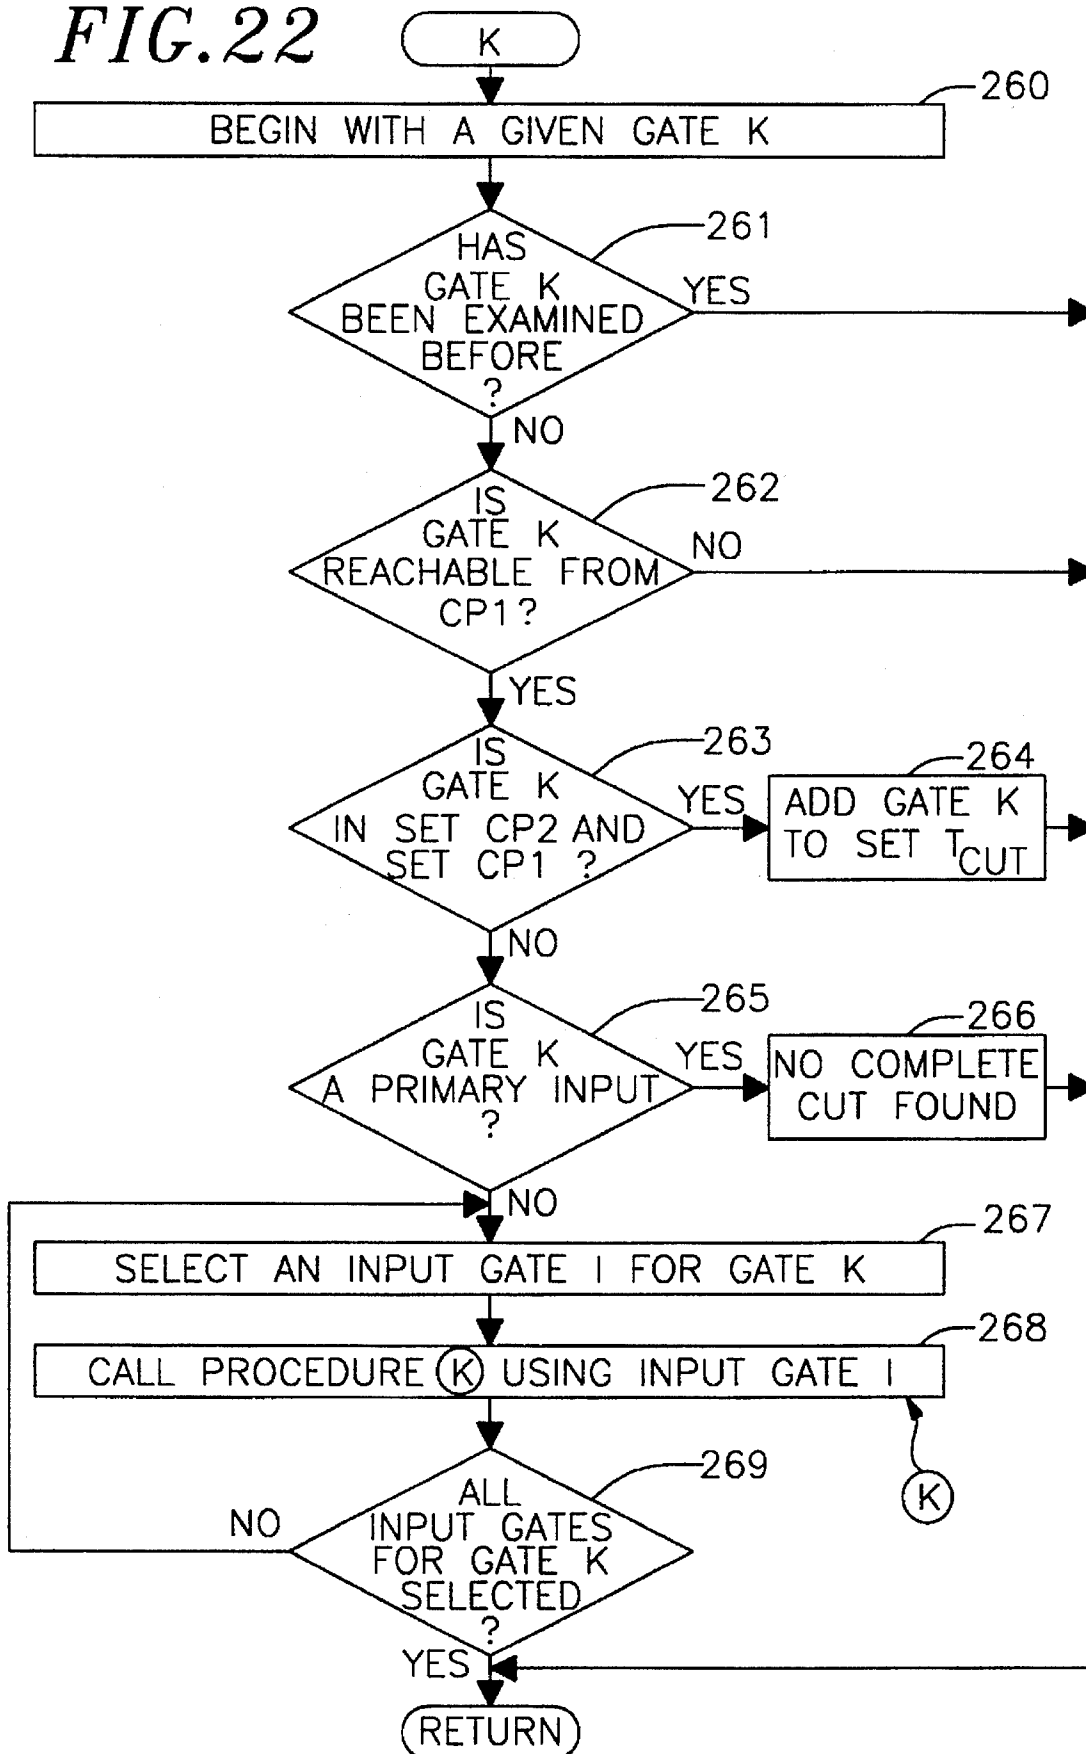 FIG.22
K
260
BEGIN WITH A GIVEN GATE K
261
HAS
GATE K
BEEN EXAMINED
BEFORE
?
YES
NO
262
IS
GATE K
REACHABLE FROM
CP1?
NO
YES
263
IS
GATE K
IN SET CP2 AND
SET CP1 ?
YES
264
ADD GATE K
TO SET TCUT
NO
265
IS
GATE K
A PRIMARY INPUT
?
YES
266
NO COMPLETE
CUT FOUND
NO
267
SELECT AN INPUT GATE I FOR GATE K
268
CALL PROCEDURE K USING INPUT GATE I
K
269
ALL
INPUT GATES
FOR GATE K
SELECTED
?
NO
YES
RETURN